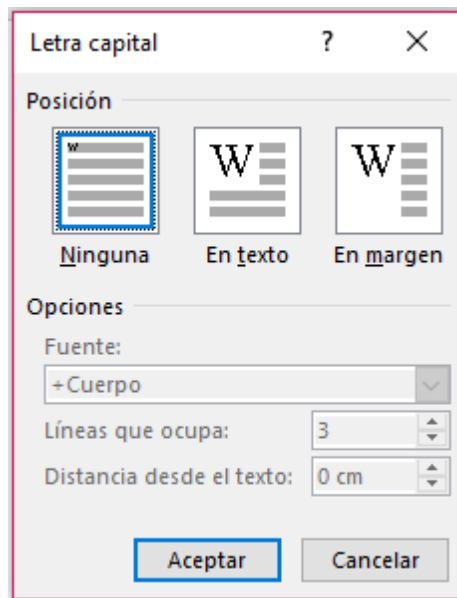 Letra capital ?
Posición
W W W
Ninguna En texto En margen
Opciones
Fuente:
+Cuerpo
Líneas que ocupa: 3
Distancia desde el texto: 0 cm
Aceptar Cancelar